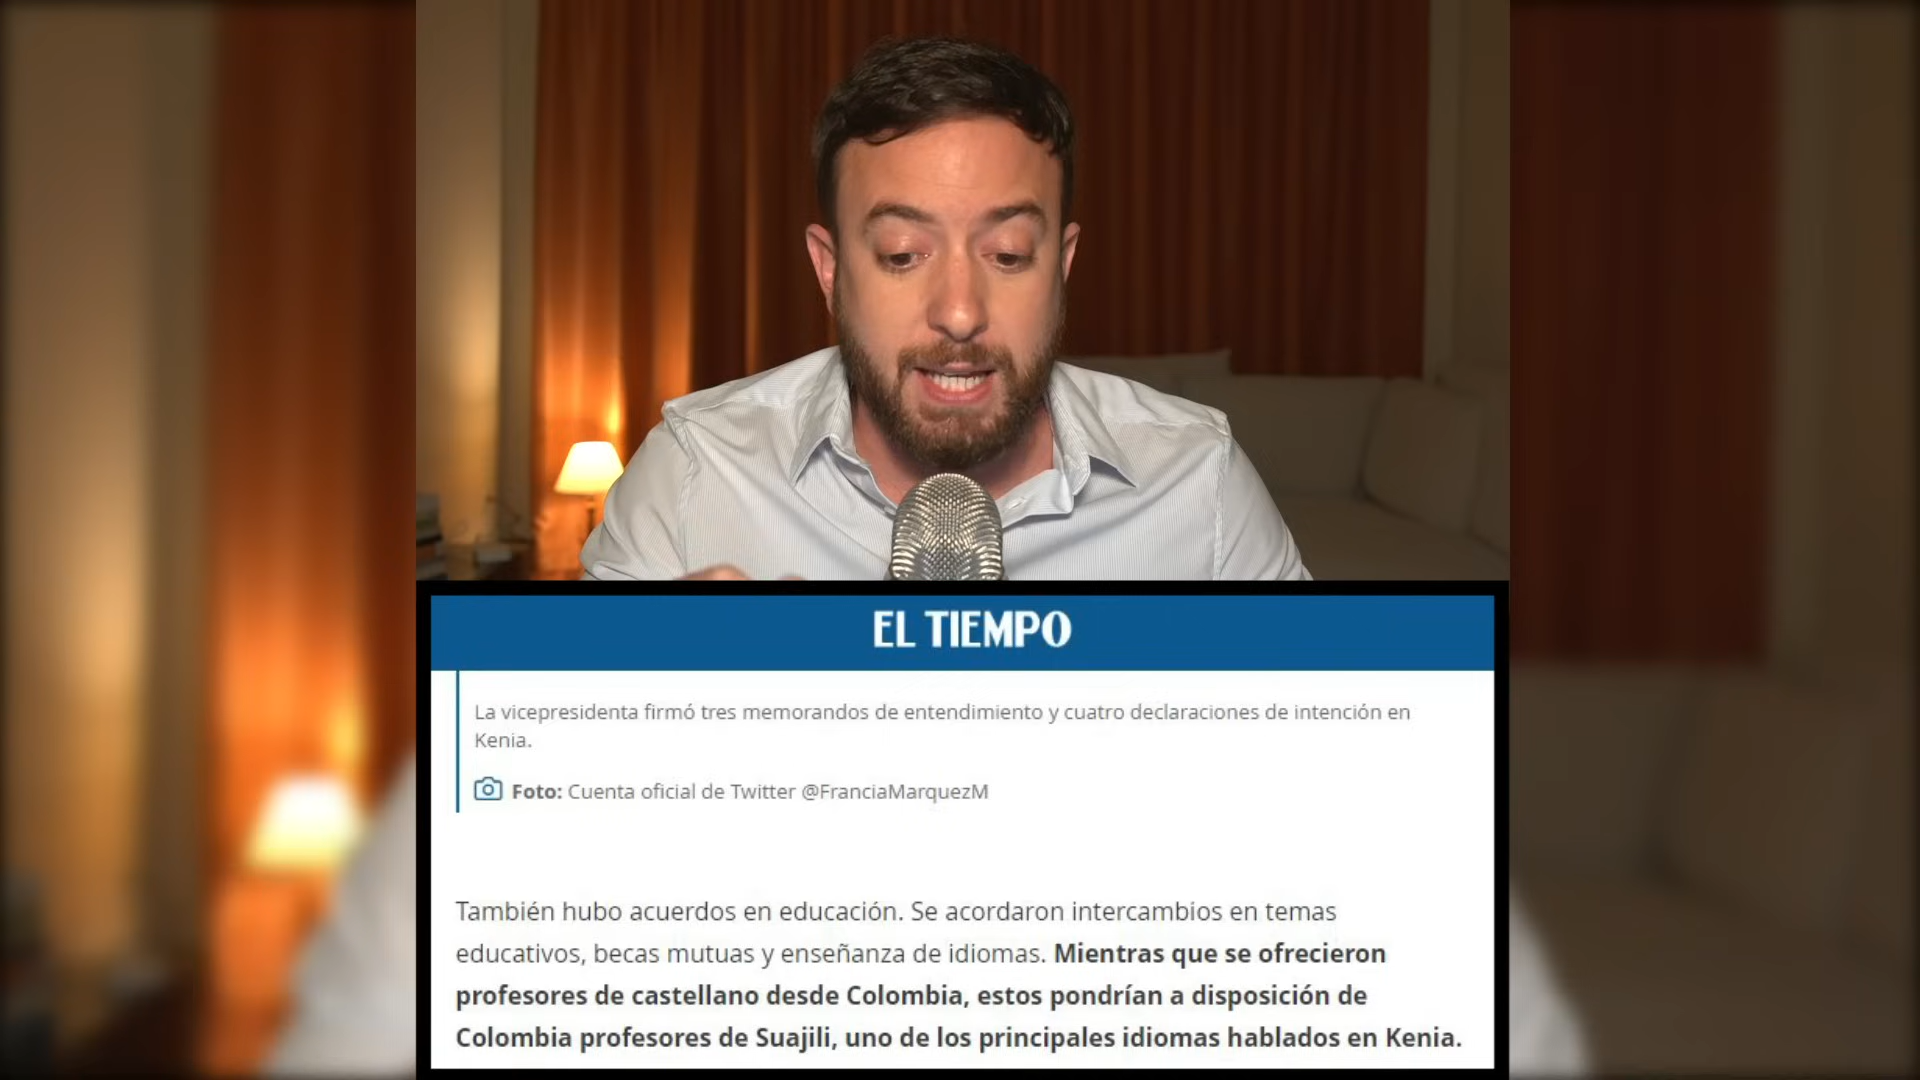 EL TIEMPO
La vicepresidenta firmó tres memorandos de entendimiento y cuatro declaraciones de intención en
Kenia.
Foto: Cuenta oficial de Twitter @FranciaMarquezM
También hubo acuerdos en educación. Se acordaron intercambios en temas
educativos, becas mutuas y enseñanza de idiomas. Mientras que se ofrecieron
profesores de castellano desde Colombia, estos pondrían a disposición de
Colombia profesores de Suajili, uno de los principales idiomas hablados en Kenia.